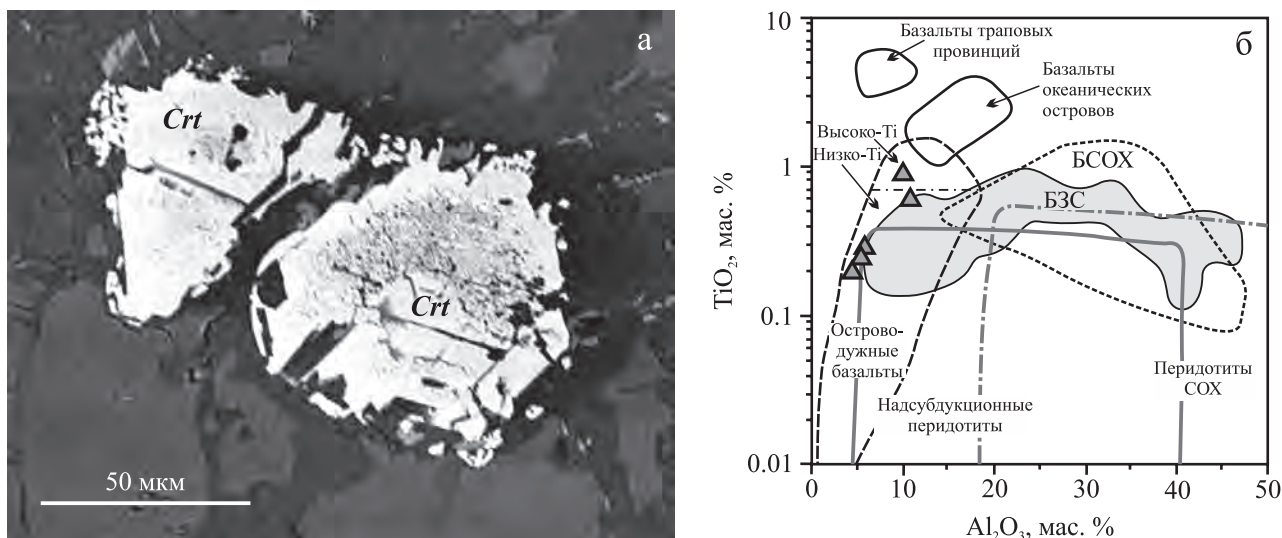 а
Crt
Crt
50 мкм
б
Базальты траповых
провинций
Базальты
океанических
островов
Высоко-Ti
Низко-Ti
БСОХ
БЗС
Острово-
дужные
базальты
Надсубдукционные
перидотиты
Перидотиты
СОХ
TiO₂, мас. %
10
1
0.1
0.01
0
10
20
30
40
50
Al₂O₃, мас. %